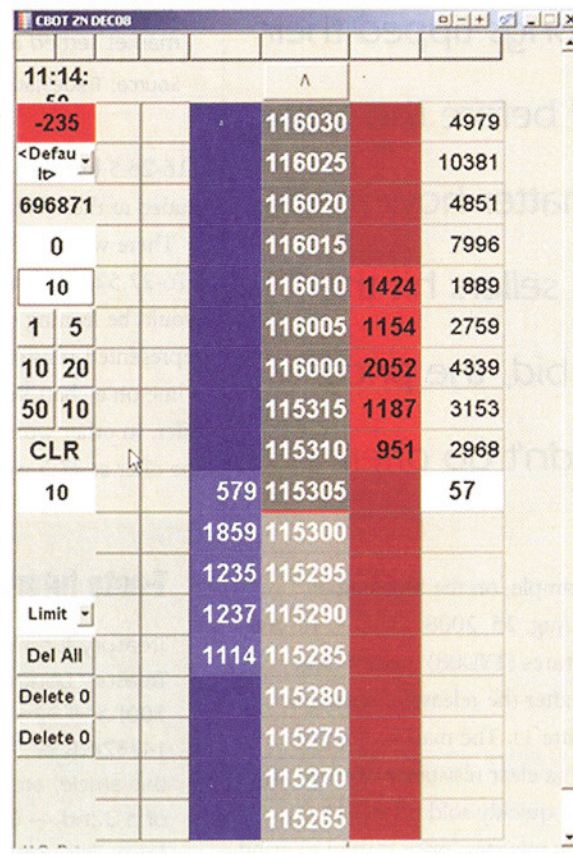 CBOT ZN DEC08
11:14:
-235 116030 4979
<Defau
lt> 116025 10381
696871 116020 4851
0 116015 7996
10 116010 1424 1889
1 5 116005 1154 2759
10 20 116000 2052 4339
50 10 115315 1187 3153
CLR 115310 951 2968
10 579 115305 57
1859 115300
1235 115295
Limit 1237 115290
Del All 1114 115285
Delete 0 115280
Delete 0 115275
115270
115265